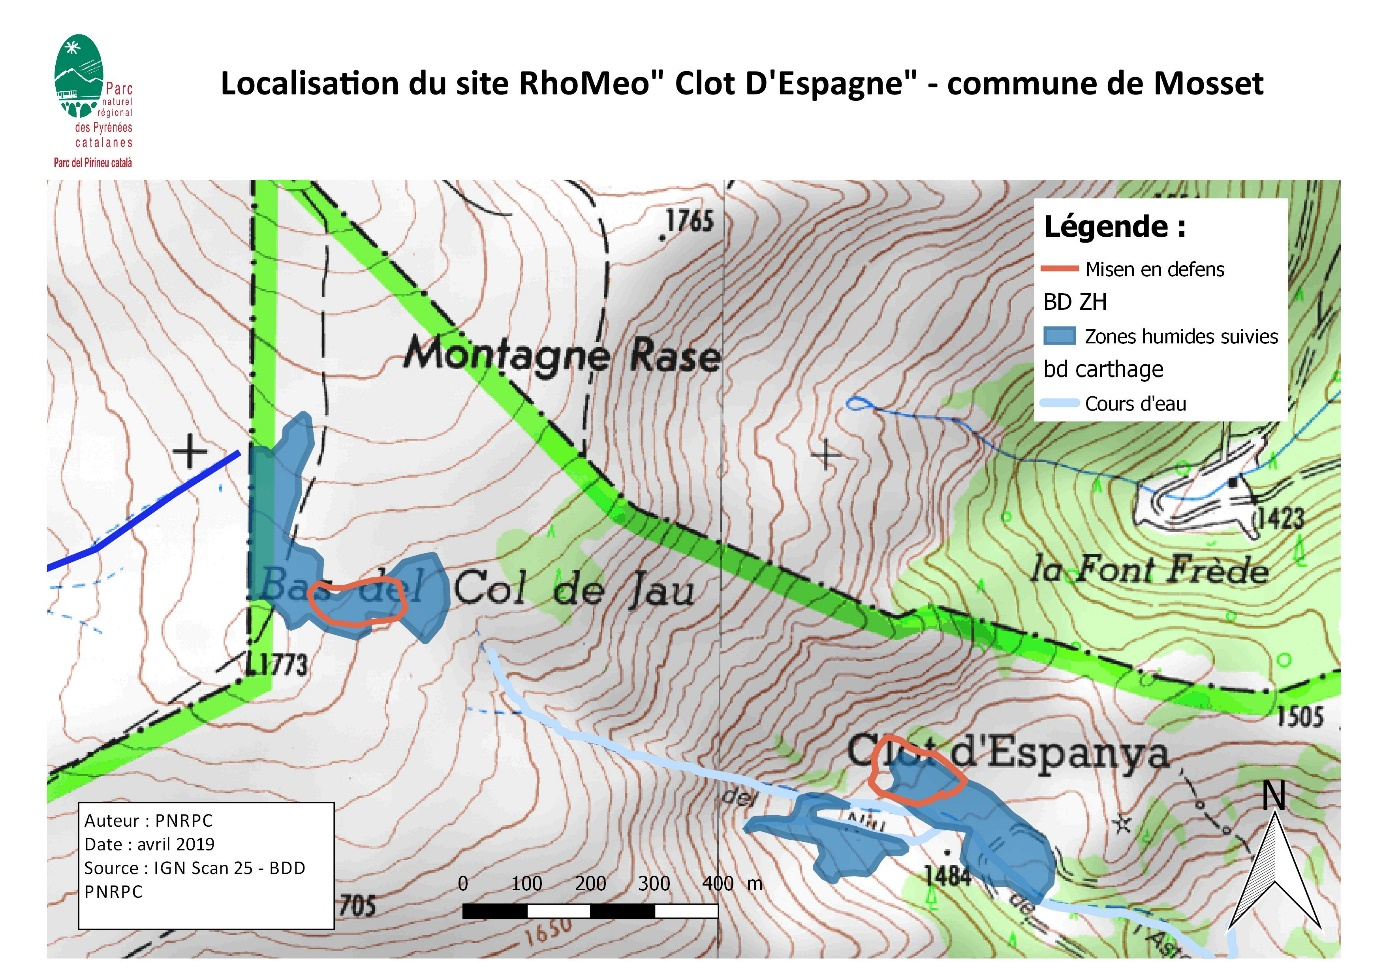 Parc
naturel
régional
des Pyrénées
catalanes
Parc del Pirineu català
Localisation du site RhoMeo" Clot D'Espagne" - commune de Mosset
1765
Légende :
Misen en defens
BD ZH
Zones humides suivies
bd carthage
Cours d'eau
Montagne Rase
1423
la Font Frède
Bas del Col de Jau
1773
1505
Clot d'Espanya
del
N
1484
de
l'Aste
Auteur : PNRPC
Date : avril 2019
Source : IGN Scan 25 - BDD
PNRPC
705
0 100 200 300 400 m
1650